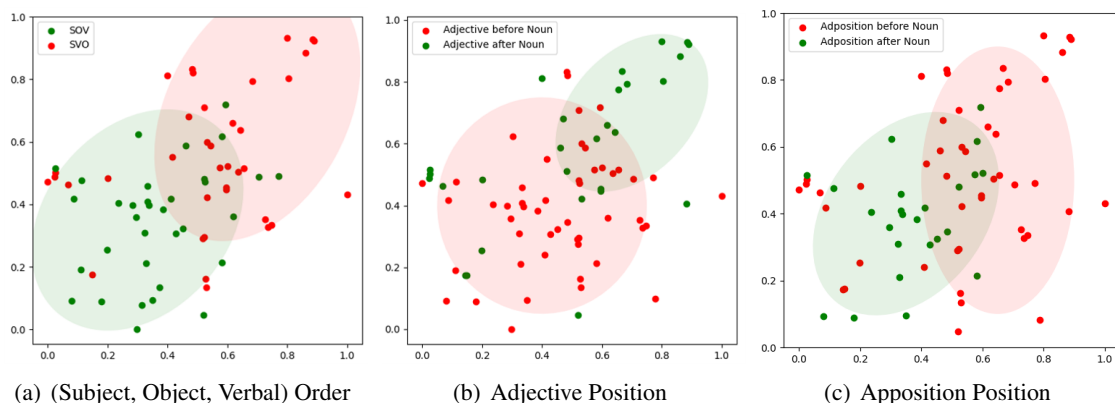 1.0
0.8
0.6
0.4
0.2
0.0
0.0 0.2 0.4 0.6 0.8 1.0
SOV
SVO
(a) (Subject, Object, Verbal) Order
1.0
0.8
0.6
0.4
0.2
0.0
0.0 0.2 0.4 0.6 0.8 1.0
Adjective before Noun
Adjective after Noun
(b) Adjective Position
1.0
0.8
0.6
0.4
0.2
0.0
0.0 0.2 0.4 0.6 0.8 1.0
Adposition before Noun
Adposition after Noun
(c) Apposition Position